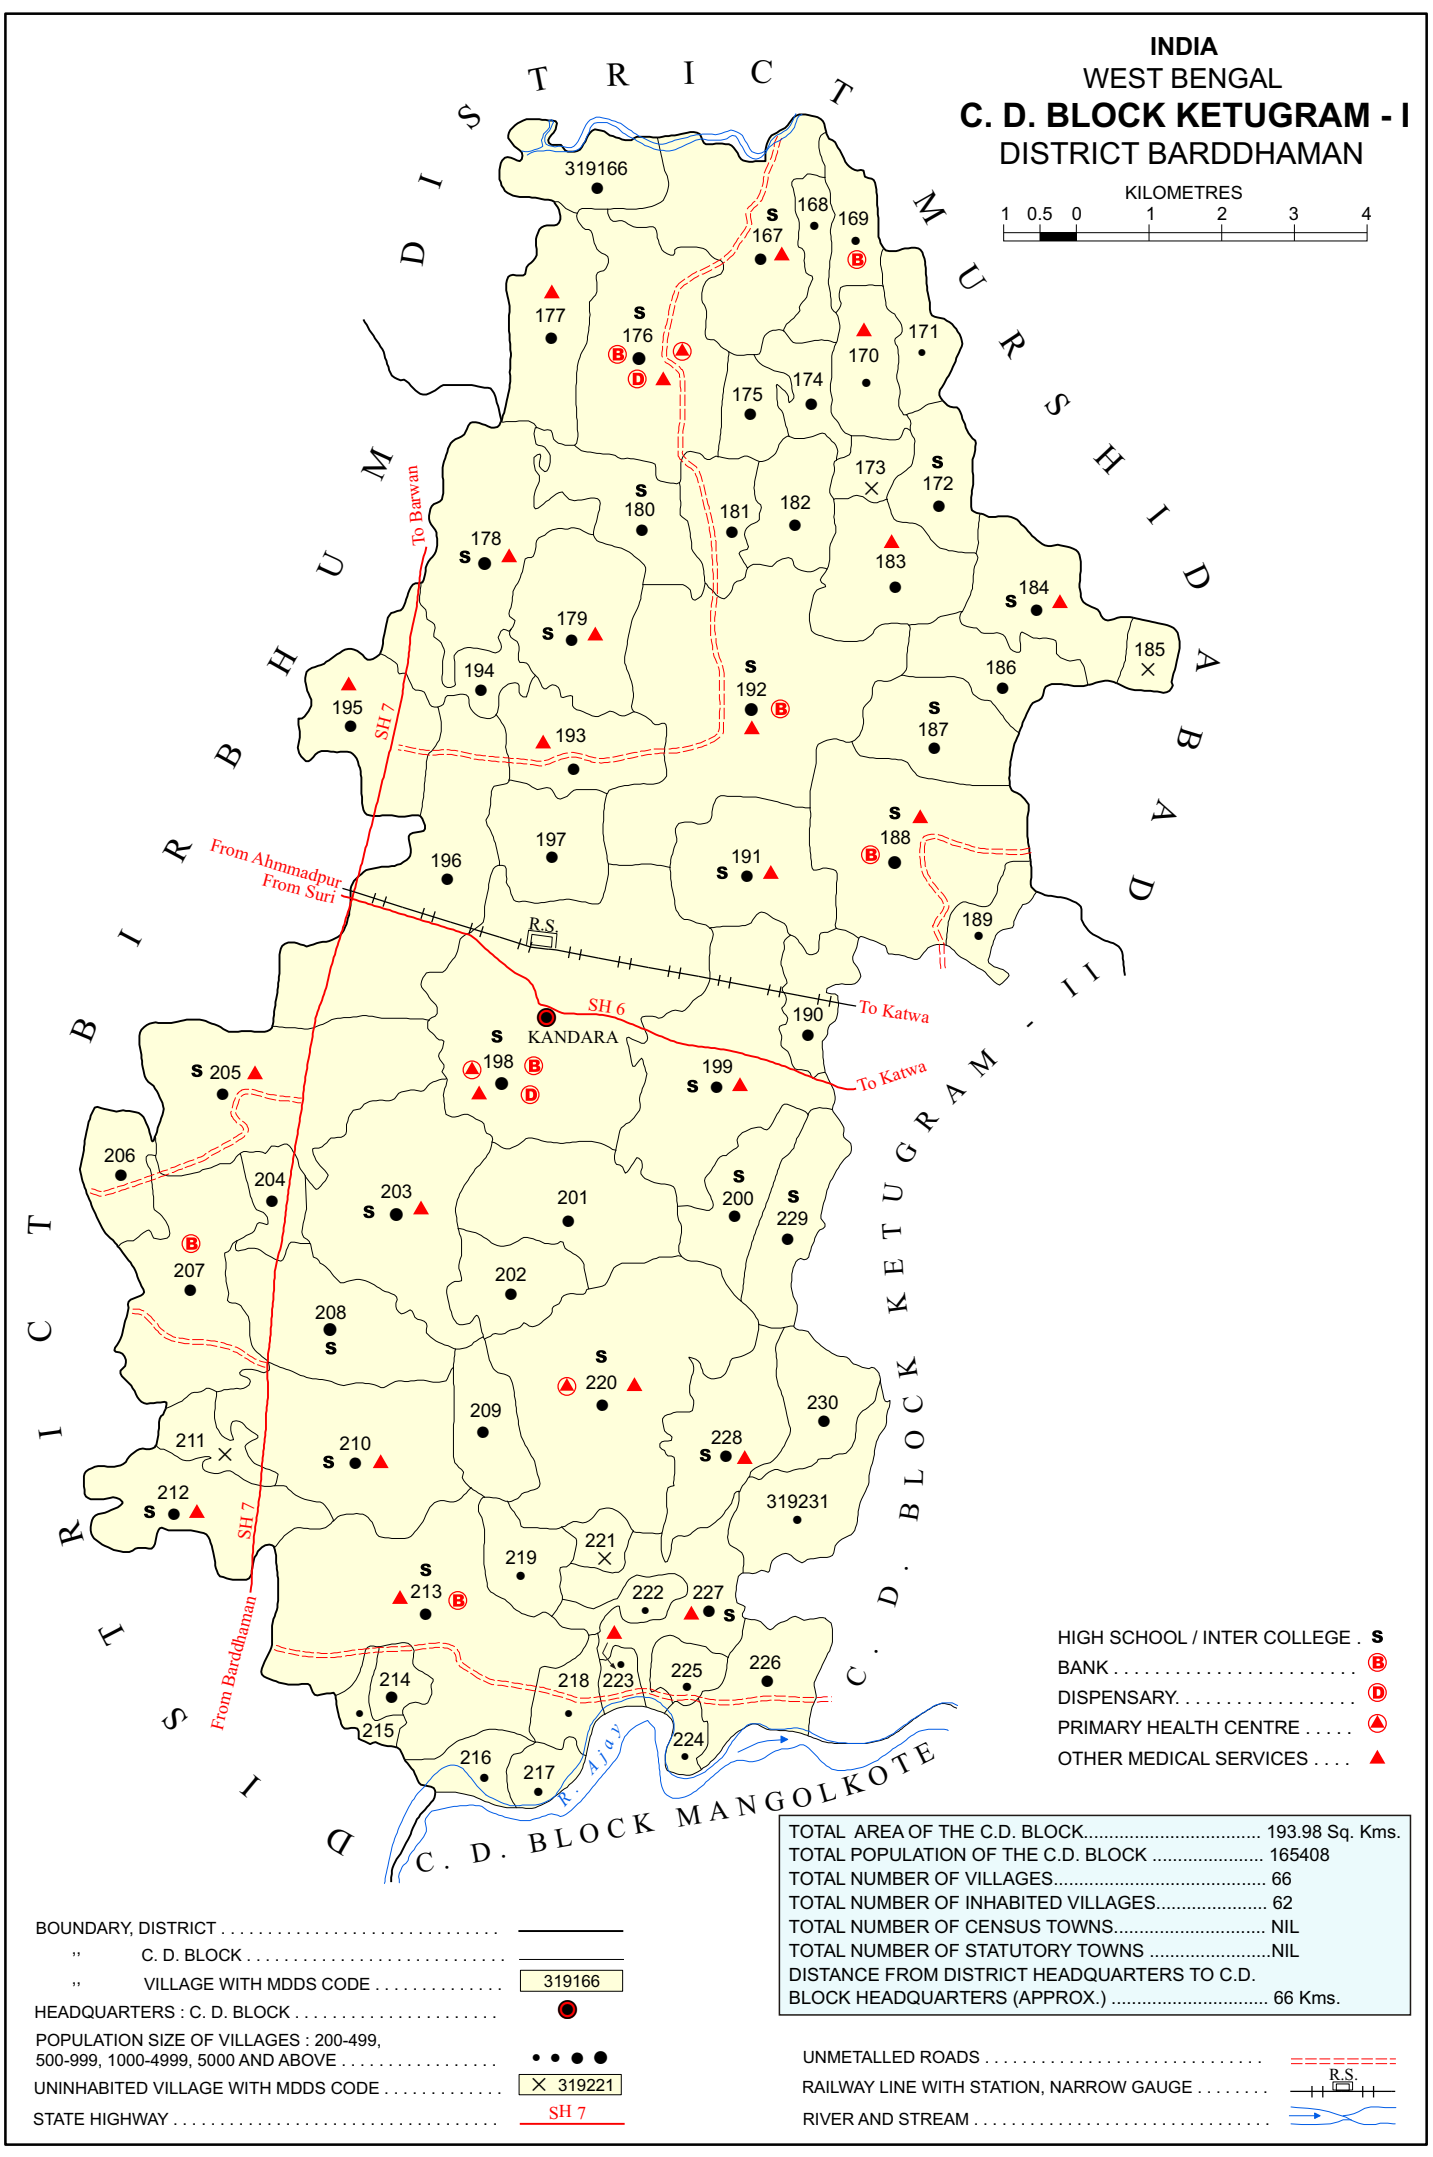 INDIA
WEST BENGAL
C. D. BLOCK KETUGRAM - I
DISTRICT BARDDHAMAN
KILOMETRES
1 0.5 0 1 2 3 4
DISTRICT MURSHIDABAD
DISTRICT BIRBHUM
C. D. BLOCK KETUGRAM - II
C. D. BLOCK MANGOLKOTE
319166
S
167
168
169
B
177
S
176
B
D
170
171
175
174
173
S
172
S
180
181
182
To Barwan
178
S
183
184
S
179
S
185
186
194
S
192
B
195
SH 7
193
S
187
S
188
B
197
191
S
196
From Ahmmadpur
From Suri
189
R.S.
SH 6
To Katwa
190
KANDARA
S
198
B
D
199
S
To Katwa
S 205
206
204
203
S
201
S
200
S
229
B
207
202
208
S
S
220
209
230
211
210
S
228
S
212
S
319231
SH 7
221
219
S
213
B
222
227
S
From Barddhaman
214
218
223
225
226
215
216
217
R. Ajay
224
HIGH SCHOOL / INTER COLLEGE . S
BANK . . . . . . . . . . . . . . . . . . . . . . . . B
DISPENSARY. . . . . . . . . . . . . . . . . . D
PRIMARY HEALTH CENTRE . . . . .
OTHER MEDICAL SERVICES . . . .
TOTAL AREA OF THE C.D. BLOCK................................... 193.98 Sq. Kms.
TOTAL POPULATION OF THE C.D. BLOCK ...................... 165408
TOTAL NUMBER OF VILLAGES.......................................... 66
TOTAL NUMBER OF INHABITED VILLAGES...................... 62
TOTAL NUMBER OF CENSUS TOWNS.............................. NIL
TOTAL NUMBER OF STATUTORY TOWNS ........................NIL
DISTANCE FROM DISTRICT HEADQUARTERS TO C.D.
BLOCK HEADQUARTERS (APPROX.) ............................... 66 Kms.
BOUNDARY, DISTRICT . . . . . . . . . . . . . . . . . . . . . . . . . . . .
,, C. D. BLOCK . . . . . . . . . . . . . . . . . . . . . . . . . .
,, VILLAGE WITH MDDS CODE . . . . . . . . . . . . . 319166
HEADQUARTERS : C. D. BLOCK . . . . . . . . . . . . . . . . . . . .
POPULATION SIZE OF VILLAGES : 200-499,
500-999, 1000-4999, 5000 AND ABOVE . . . . . . . . . . . . . . . .
UNINHABITED VILLAGE WITH MDDS CODE . . . . . . . . . . . . 319221
STATE HIGHWAY . . . . . . . . . . . . . . . . . . . . . . . . . . . . . . . . . SH 7
UNMETALLED ROADS . . . . . . . . . . . . . . . . . . . . . . . . . . . .
RAILWAY LINE WITH STATION, NARROW GAUGE . . . . . . . R.S.
RIVER AND STREAM . . . . . . . . . . . . . . . . . . . . . . . . . . . . . .